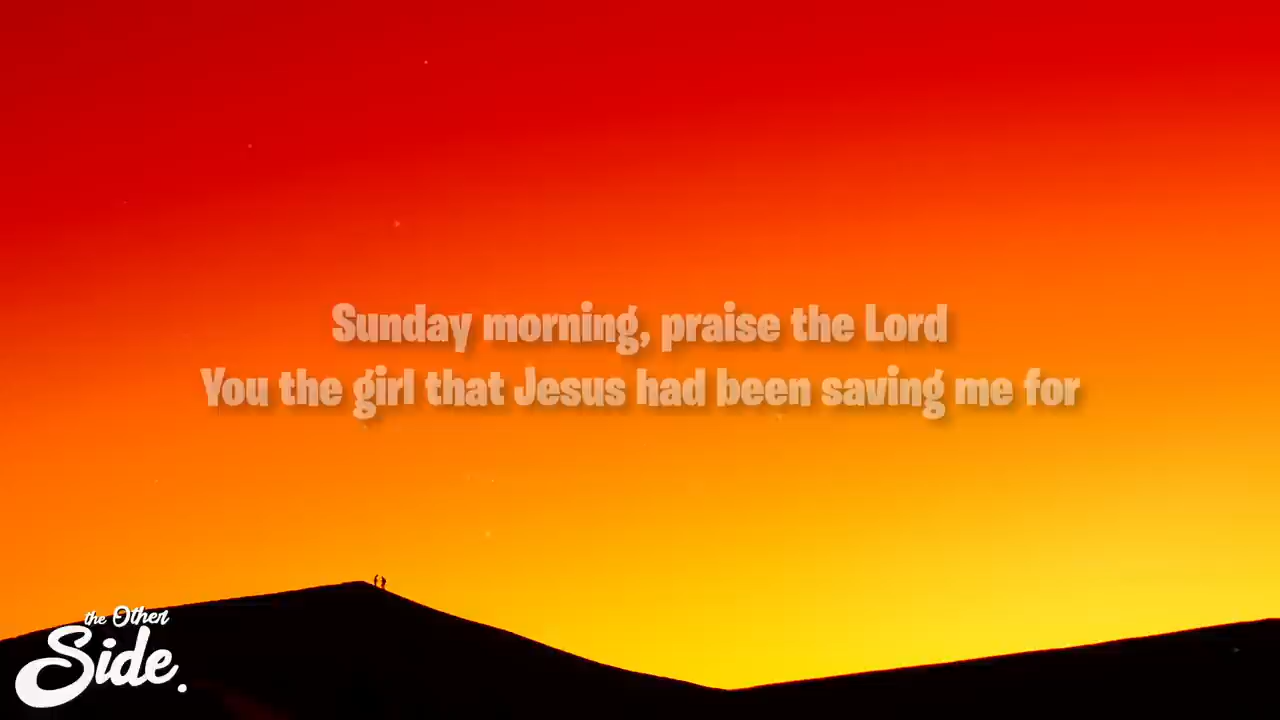 Sunday morning, praise the Lord
You the girl that Jesus had been saving me for
the Other
Side.